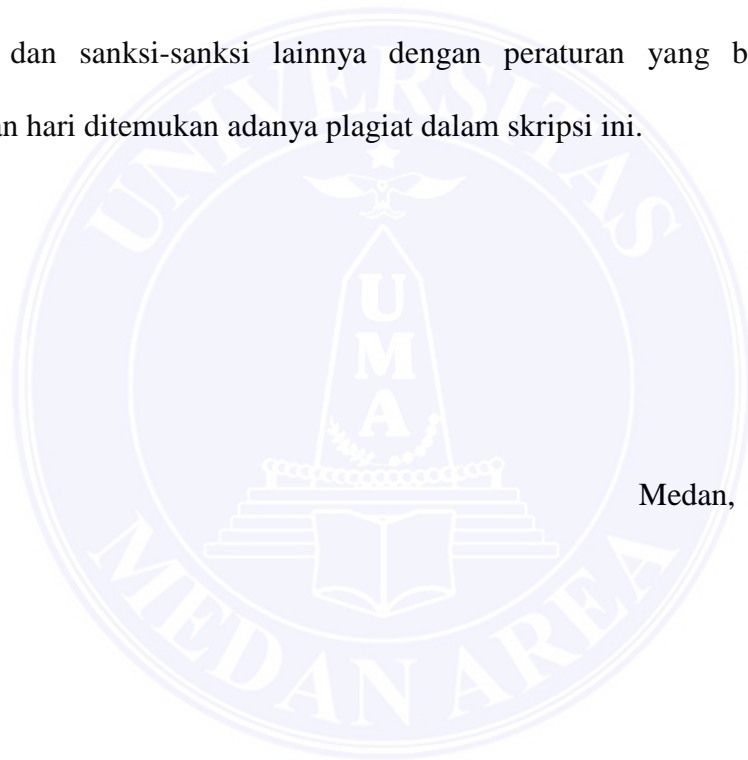 dan sanksi-sanksi lainnya dengan peraturan yang b
an hari ditemukan adanya plagiat dalam skripsi ini.
UNIVERSITAS
U
M
A
Medan,
MEDAN AREA